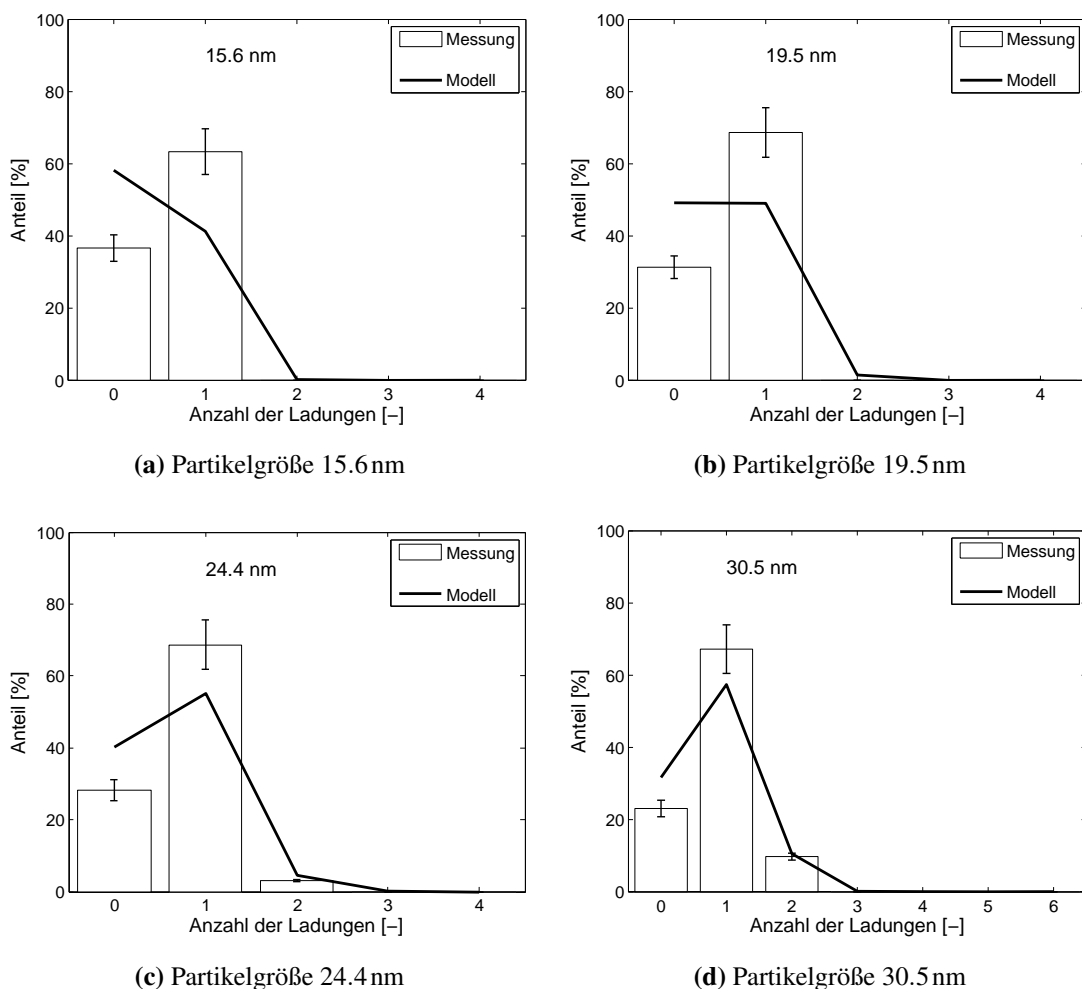 100
80
60
40
20
0
Anteil [%]
15.6 nm
Messung
Modell
0 1 2 3 4
Anzahl der Ladungen [–]
(a) Partikelgröße 15.6 nm
100
80
60
40
20
0
Anteil [%]
19.5 nm
Messung
Modell
0 1 2 3 4
Anzahl der Ladungen [–]
(b) Partikelgröße 19.5 nm
100
80
60
40
20
0
Anteil [%]
24.4 nm
Messung
Modell
0 1 2 3 4
Anzahl der Ladungen [–]
(c) Partikelgröße 24.4 nm
100
80
60
40
20
0
Anteil [%]
30.5 nm
Messung
Modell
0 1 2 3 4 5 6
Anzahl der Ladungen [–]
(d) Partikelgröße 30.5 nm